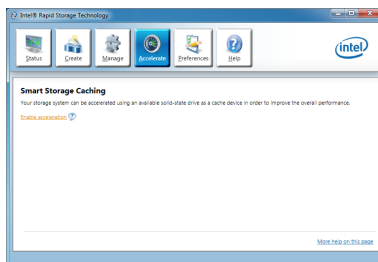 Intel® Rapid Storage Technology
Status
Create
Manage
Accelerate
Preferences
Help
intel
Smart Storage Caching
Your storage system can be accelerated using an available solid-state drive as a cache device in order to improve the overall performance.
Enable acceleration ?
More help on this page